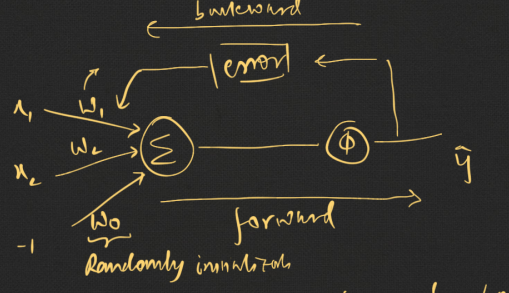 backward
error
x₁ w₁
x₂ w₂
Σ Φ ŷ
-1 w₀ forward
Randomly